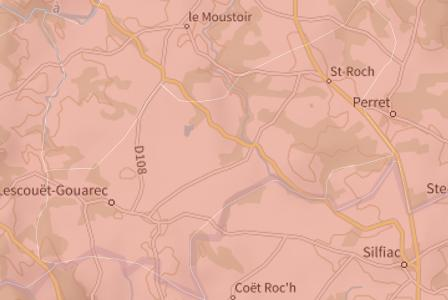 le Moustoir
St-Roch
Perret
D108
Lescouët-Gouarec
Ste
Silfiac
Coët Roc'h